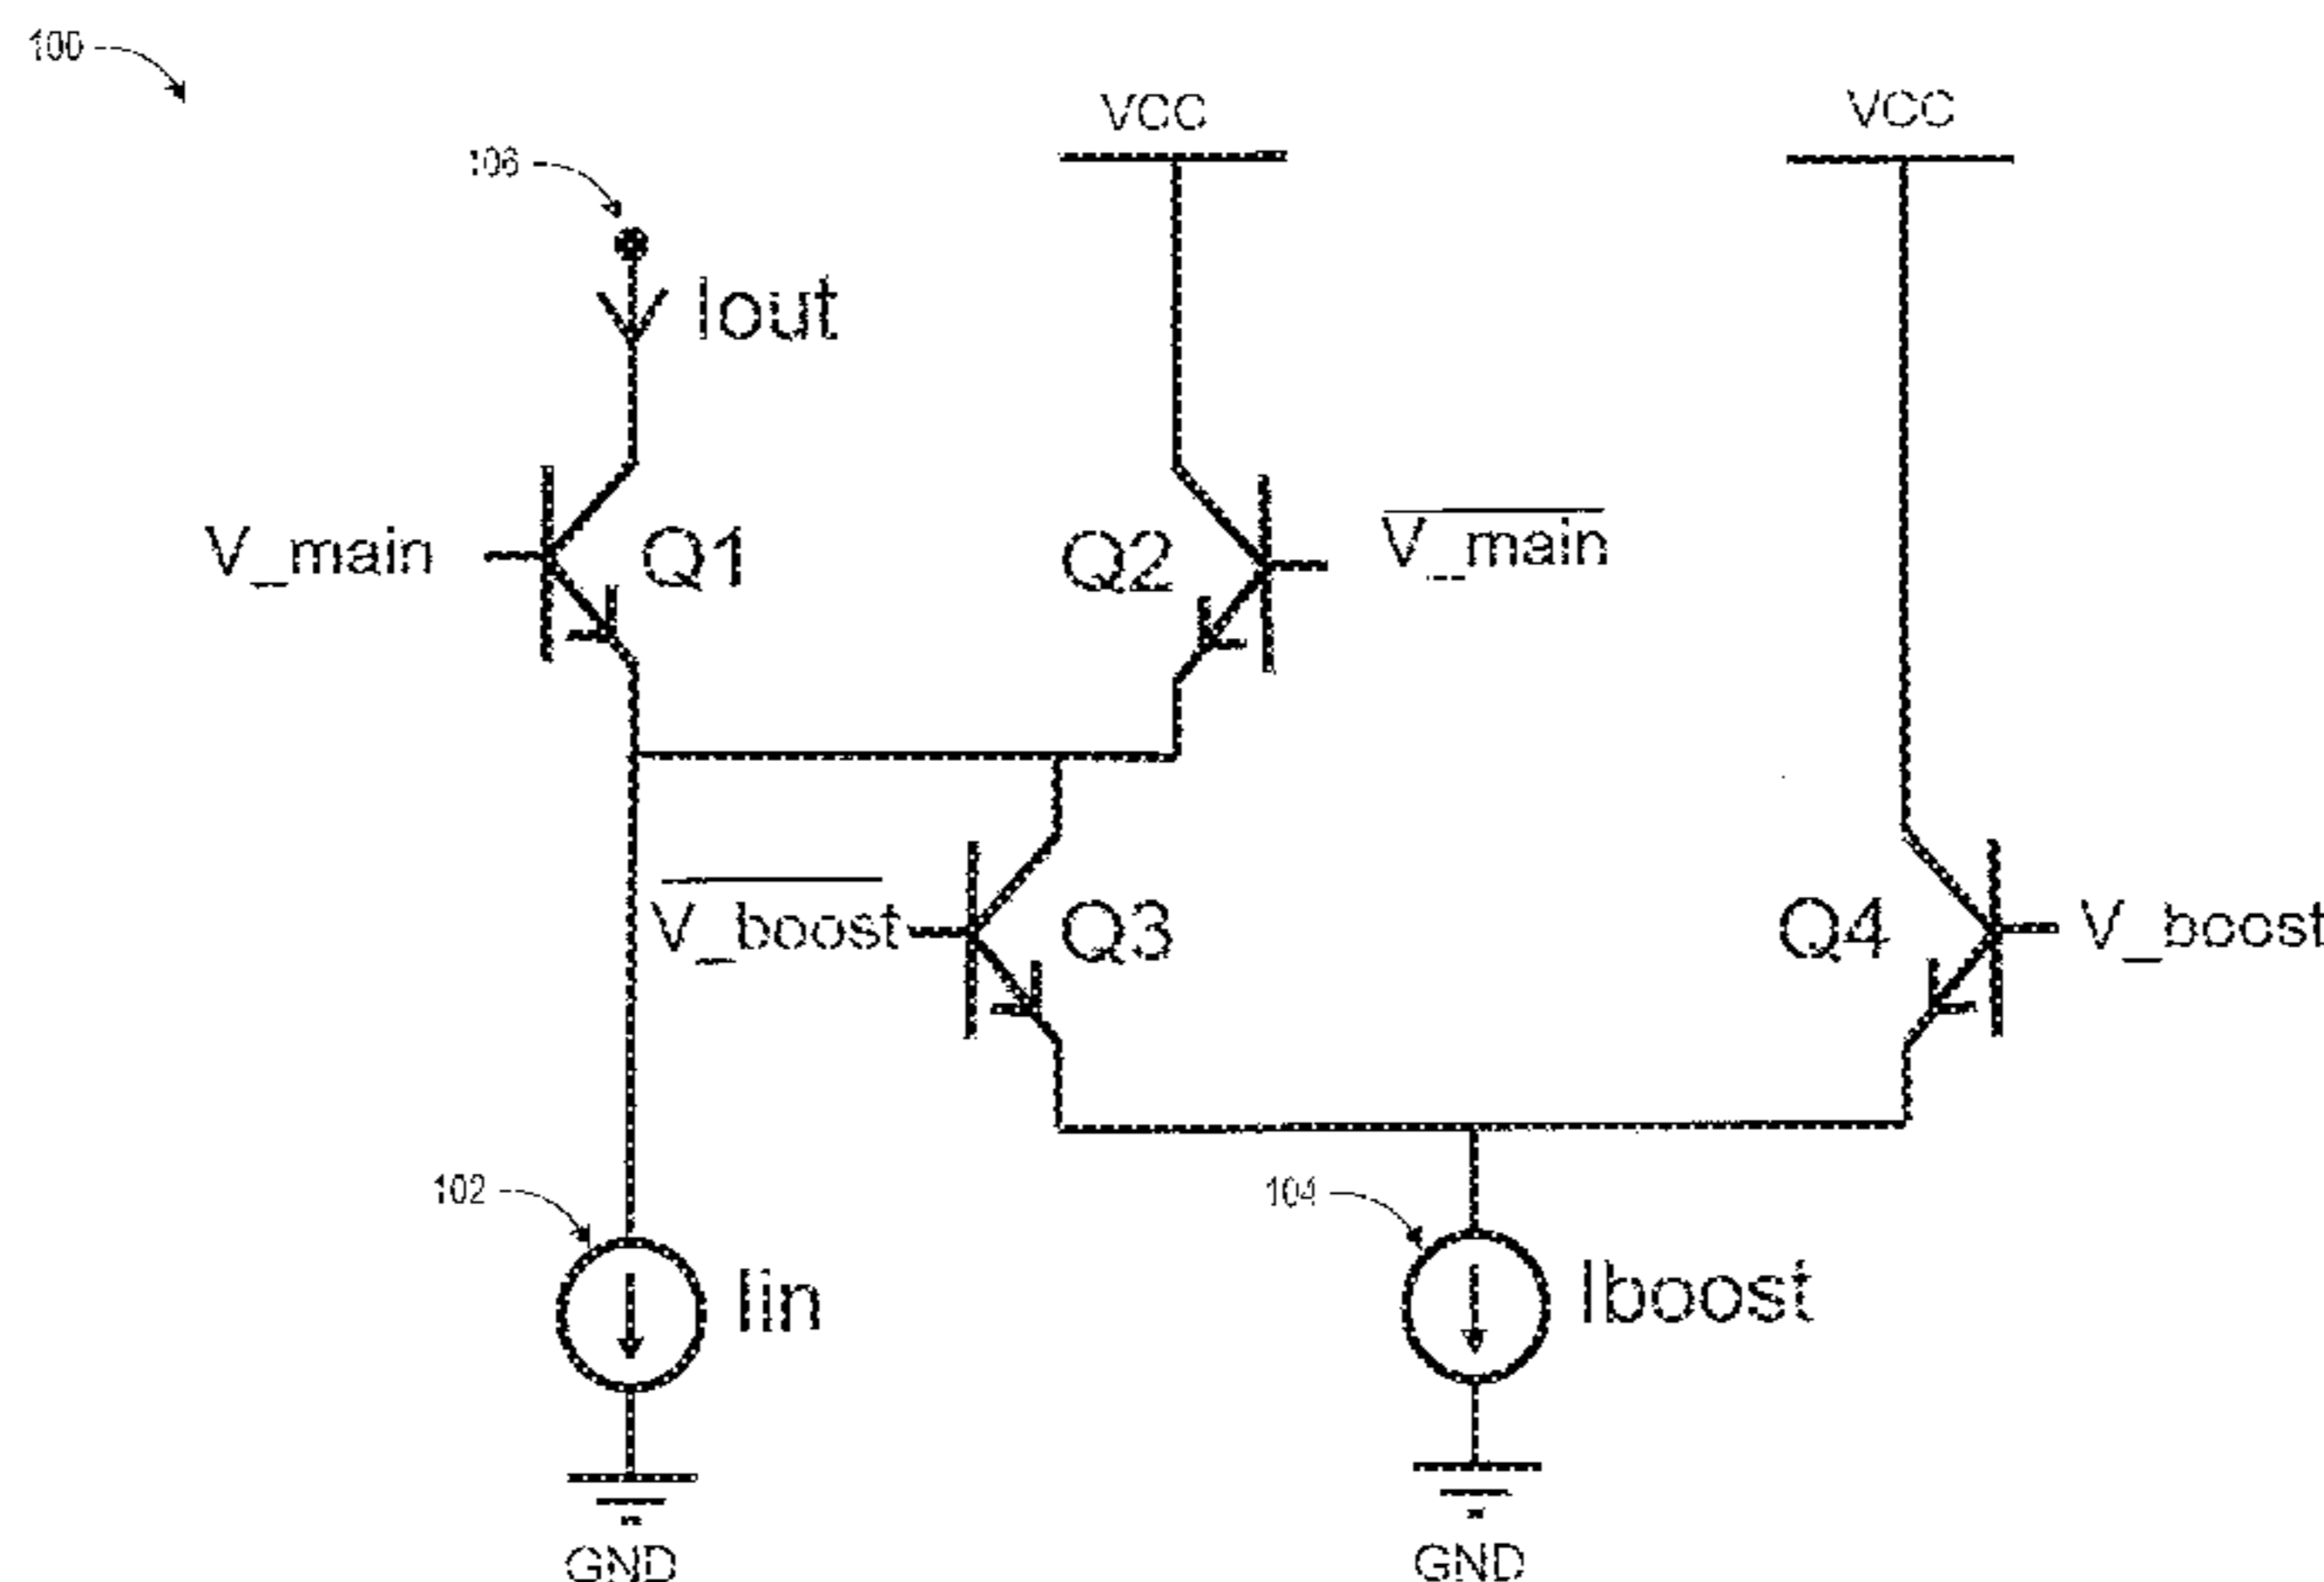 100
VCC
VCC
106
Iout
V_main
Q1
Q2
V_main
V_boost
Q3
Q4
V_boost
102
Iin
104
Iboost
GND
GND